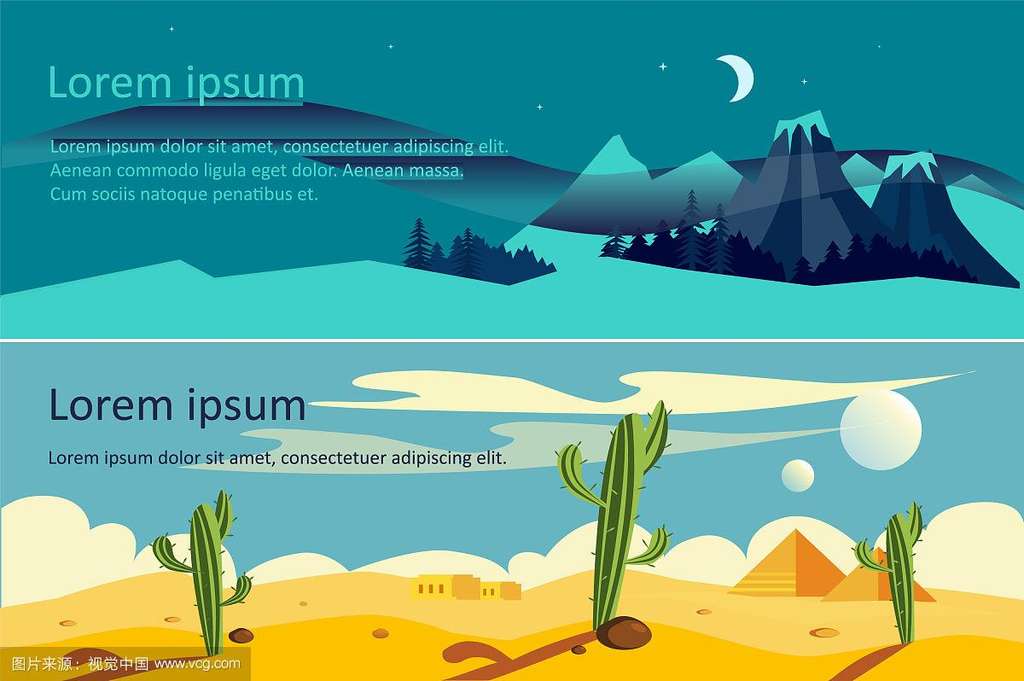 Lorem ipsum
Lorem ipsum dolor sit amet, consectetuer adipiscing elit.
Aenean commodo ligula eget dolor. Aenean massa.
Cum sociis natoque penatibus et.
Lorem ipsum
Lorem ipsum dolor sit amet, consectetuer adipiscing elit.
图片来源：视觉中国 www.vcg.com